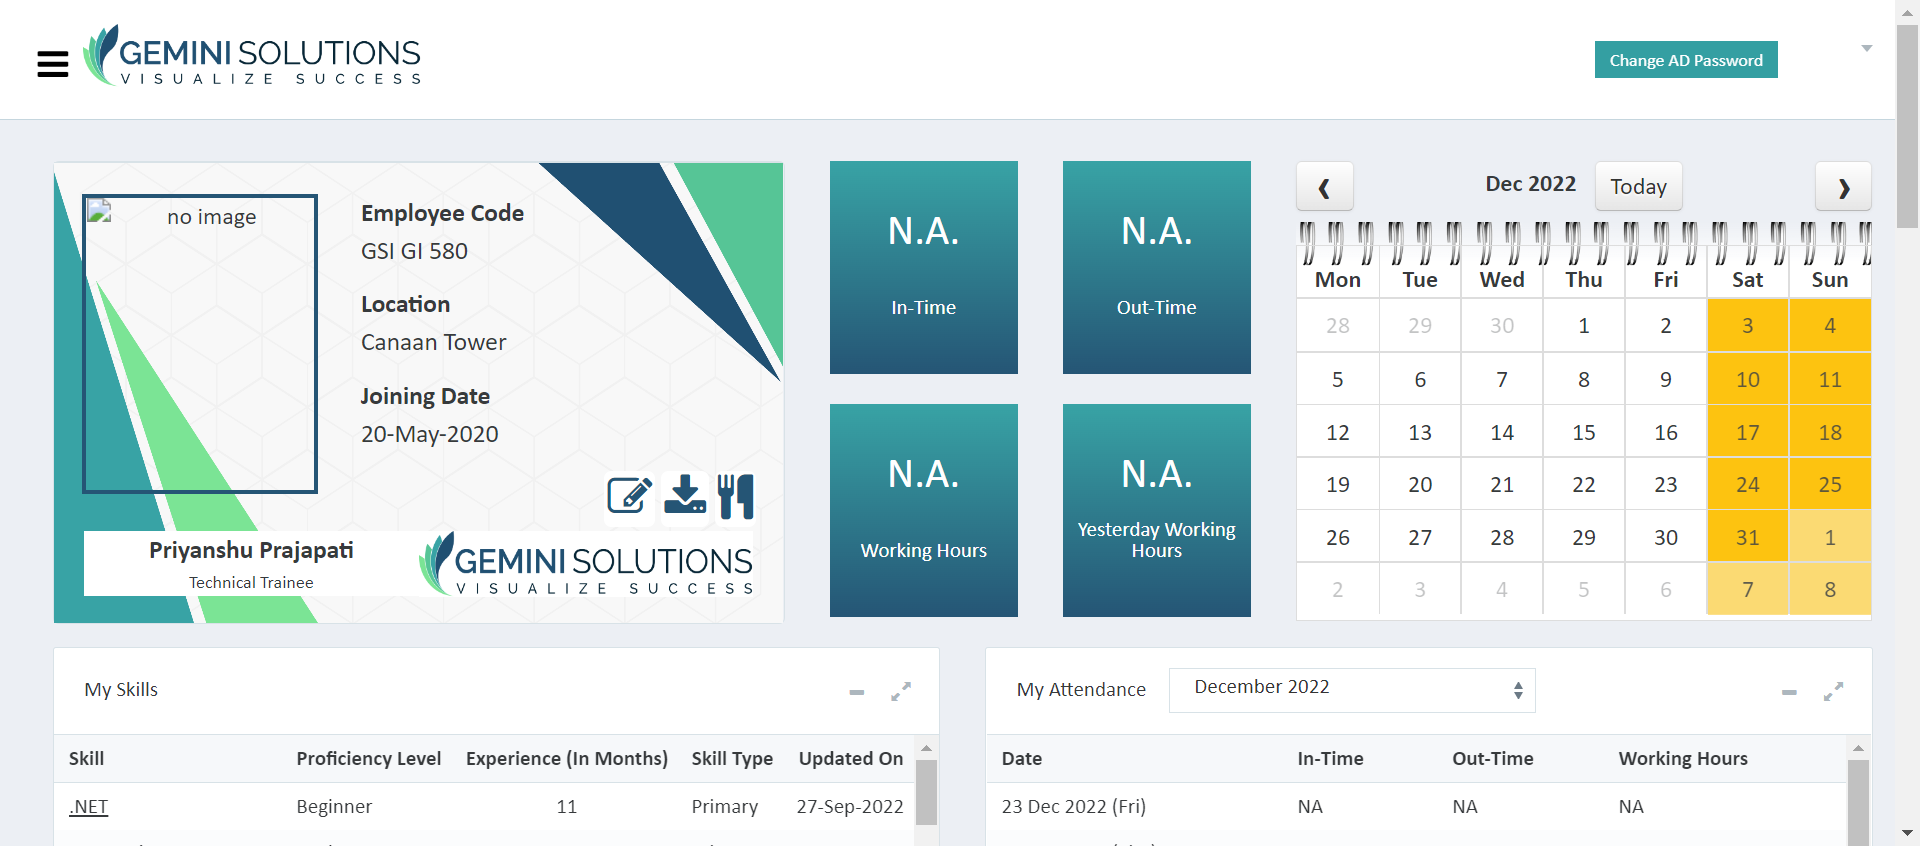 GEMINI SOLUTIONS
VISUALIZE SUCCESS
Change AD Password
no image
Employee Code
GSI GI 580
Location
Canaan Tower
Joining Date
20-May-2020
Priyanshu Prajapati
Technical Trainee
GEMINI SOLUTIONS
VISUALIZE SUCCESS
N.A.
In-Time
N.A.
Out-Time
N.A.
Working Hours
N.A.
Yesterday Working
Hours
Dec 2022 Today
Mon Tue Wed Thu Fri Sat Sun
28 29 30 1 2 3 4
5 6 7 8 9 10 11
12 13 14 15 16 17 18
19 20 21 22 23 24 25
26 27 28 29 30 31 1
2 3 4 5 6 7 8
My Skills
Skill Proficiency Level Experience (In Months) Skill Type Updated On
.NET Beginner 11 Primary 27-Sep-2022
My Attendance December 2022
Date In-Time Out-Time Working Hours
23 Dec 2022 (Fri) NA NA NA